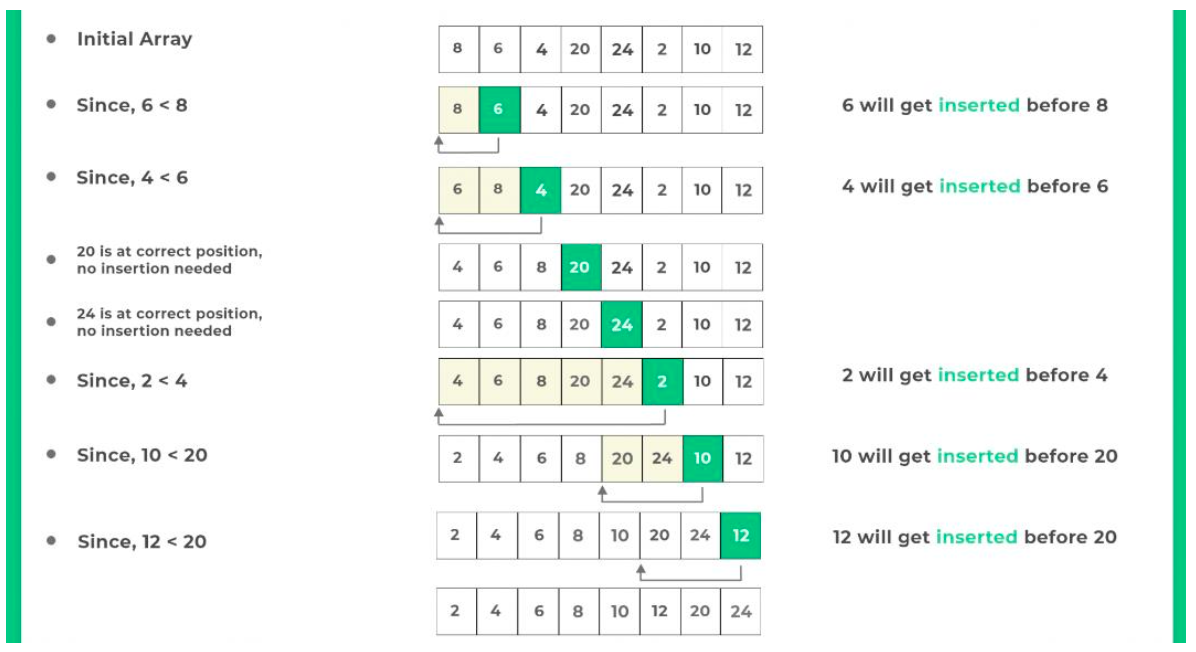 Initial Array
8 6 4 20 24 2 10 12
Since, 6 < 8
8 6 4 20 24 2 10 12
6 will get inserted before 8
Since, 4 < 6
6 8 4 20 24 2 10 12
4 will get inserted before 6
20 is at correct position,
no insertion needed
4 6 8 20 24 2 10 12
24 is at correct position,
no insertion needed
4 6 8 20 24 2 10 12
Since, 2 < 4
4 6 8 20 24 2 10 12
2 will get inserted before 4
Since, 10 < 20
2 4 6 8 20 24 10 12
10 will get inserted before 20
Since, 12 < 20
2 4 6 8 10 20 24 12
12 will get inserted before 20
2 4 6 8 10 12 20 24